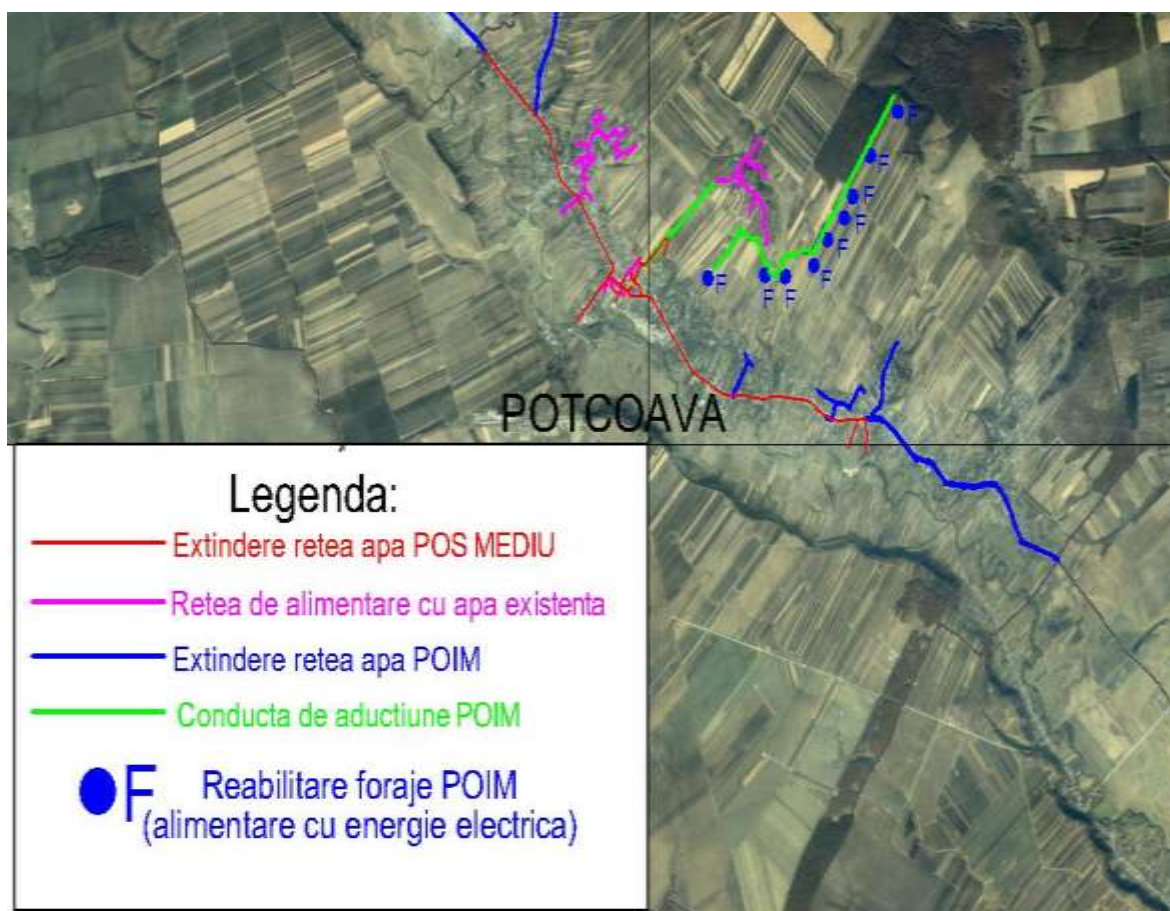 F
F
F
F
F
F
F F F
POTCOAVA
Legenda:
Extindere retea apa POS MEDIU
Retea de alimentare cu apa existenta
Extindere retea apa POIM
Conducta de aductiune POIM
F Reabilitare foraje POIM
(alimentare cu energie electrica)